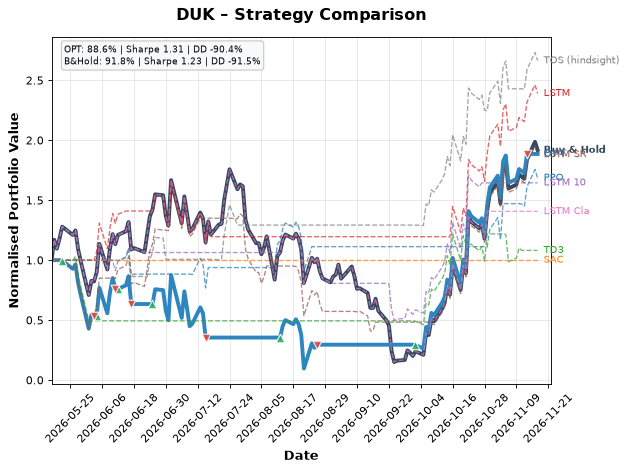 DUK – Strategy Comparison
OPT: 88.6% | Sharpe 1.31 | DD -90.4%
B&Hold: 91.8% | Sharpe 1.23 | DD -91.5%
Normalised Portfolio Value
2.5
2.0
1.5
1.0
0.5
0.0
TOS (hindsight)
LSTM
Buy & Hold
LSTM SR
PPO
LSTM 10
LSTM Cla
TD3
SAC
2026-05-25
2026-06-06
2026-06-18
2026-06-30
2026-07-12
2026-07-24
2026-08-05
2026-08-17
2026-08-29
2026-09-10
2026-09-22
2026-10-04
2026-10-16
2026-10-28
2026-11-09
2026-11-21
Date